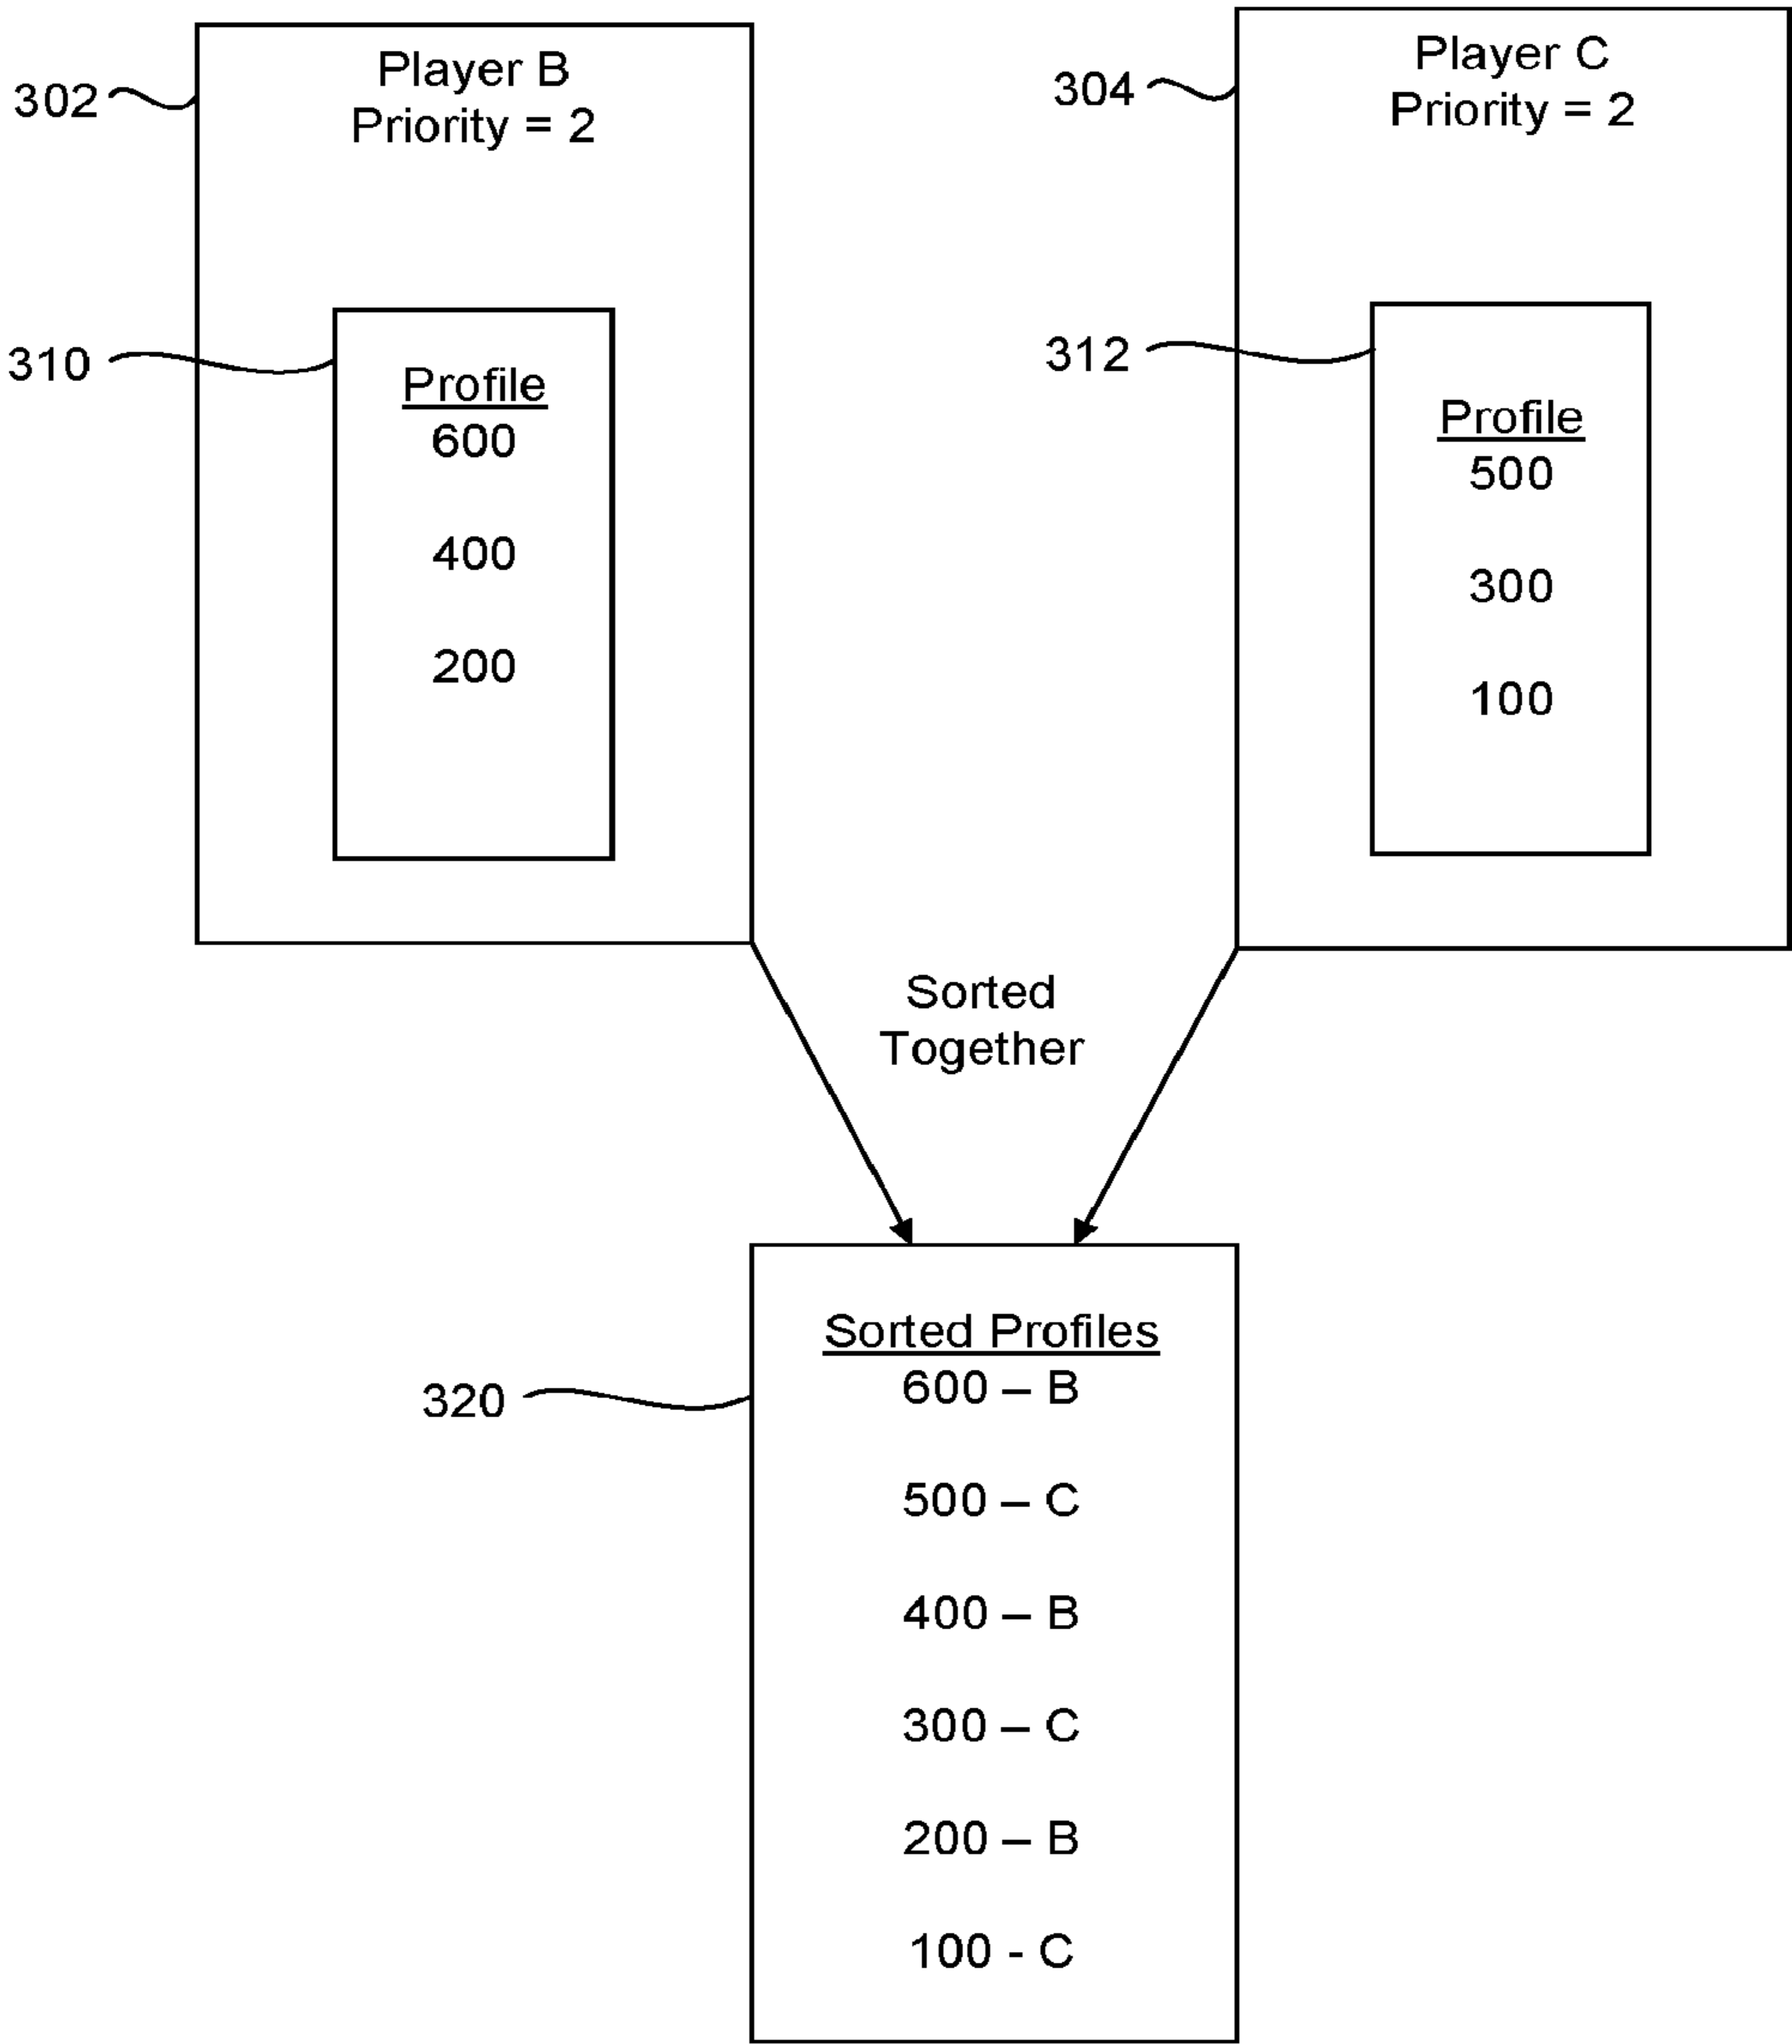 302
Player B
Priority = 2
310
Profile
600
400
200
304
Player C
Priority = 2
312
Profile
500
300
100
Sorted
Together
320
Sorted Profiles
600 – B
500 – C
400 – B
300 – C
200 – B
100 - C